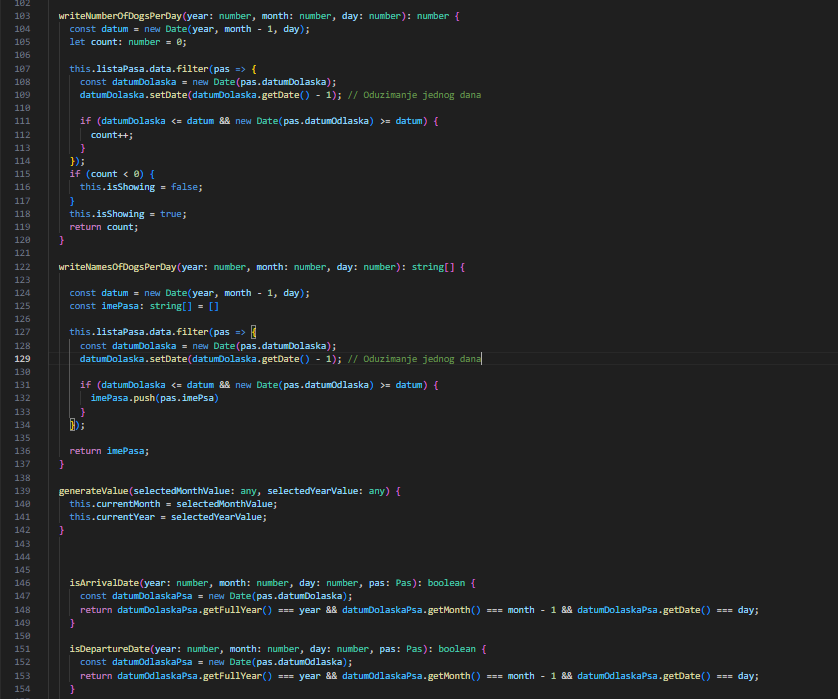 102
103 writeNumberOfDogsPerDay(year: number, month: number, day: number): number {
104 const datum = new Date(year, month - 1, day);
105 let count: number = 0;
106
107 this.listaPasa.data.filter(pas => {
108 const datumDolaska = new Date(pas.datumDolaska);
109 datumDolaska.setDate(datumDolaska.getDate() - 1); // Oduzimanje jednog dana
110
111 if (datumDolaska <= datum && new Date(pas.datumOdlaska) >= datum) {
112 count++;
113 }
114 });
115 if (count < 0) {
116 this.isShowing = false;
117 }
118 this.isShowing = true;
119 return count;
120 }
121
122 writeNamesOfDogsPerDay(year: number, month: number, day: number): string[] {
123
124 const datum = new Date(year, month - 1, day);
125 const imePasa: string[] = []
126
127 this.listaPasa.data.filter(pas => {
128 const datumDolaska = new Date(pas.datumDolaska);
129 datumDolaska.setDate(datumDolaska.getDate() - 1); // Oduzimanje jednog dana
130
131 if (datumDolaska <= datum && new Date(pas.datumOdlaska) >= datum) {
132 imePasa.push(pas.imePsa)
133 }
134 });
135
136 return imePasa;
137 }
138
139 generateValue(selectedMonthValue: any, selectedYearValue: any) {
140 this.currentMonth = selectedMonthValue;
141 this.currentYear = selectedYearValue;
142 }
143
144
145
146 isArrivalDate(year: number, month: number, day: number, pas: Pas): boolean {
147 const datumDolaskaPsa = new Date(pas.datumDolaska);
148 return datumDolaskaPsa.getFullYear() === year && datumDolaskaPsa.getMonth() === month - 1 && datumDolaskaPsa.getDate() === day;
149 }
150
151 isDepartureDate(year: number, month: number, day: number, pas: Pas): boolean {
152 const datumOdlaskaPsa = new Date(pas.datumOdlaska);
153 return datumOdlaskaPsa.getFullYear() === year && datumOdlaskaPsa.getMonth() === month - 1 && datumOdlaskaPsa.getDate() === day;
154 }